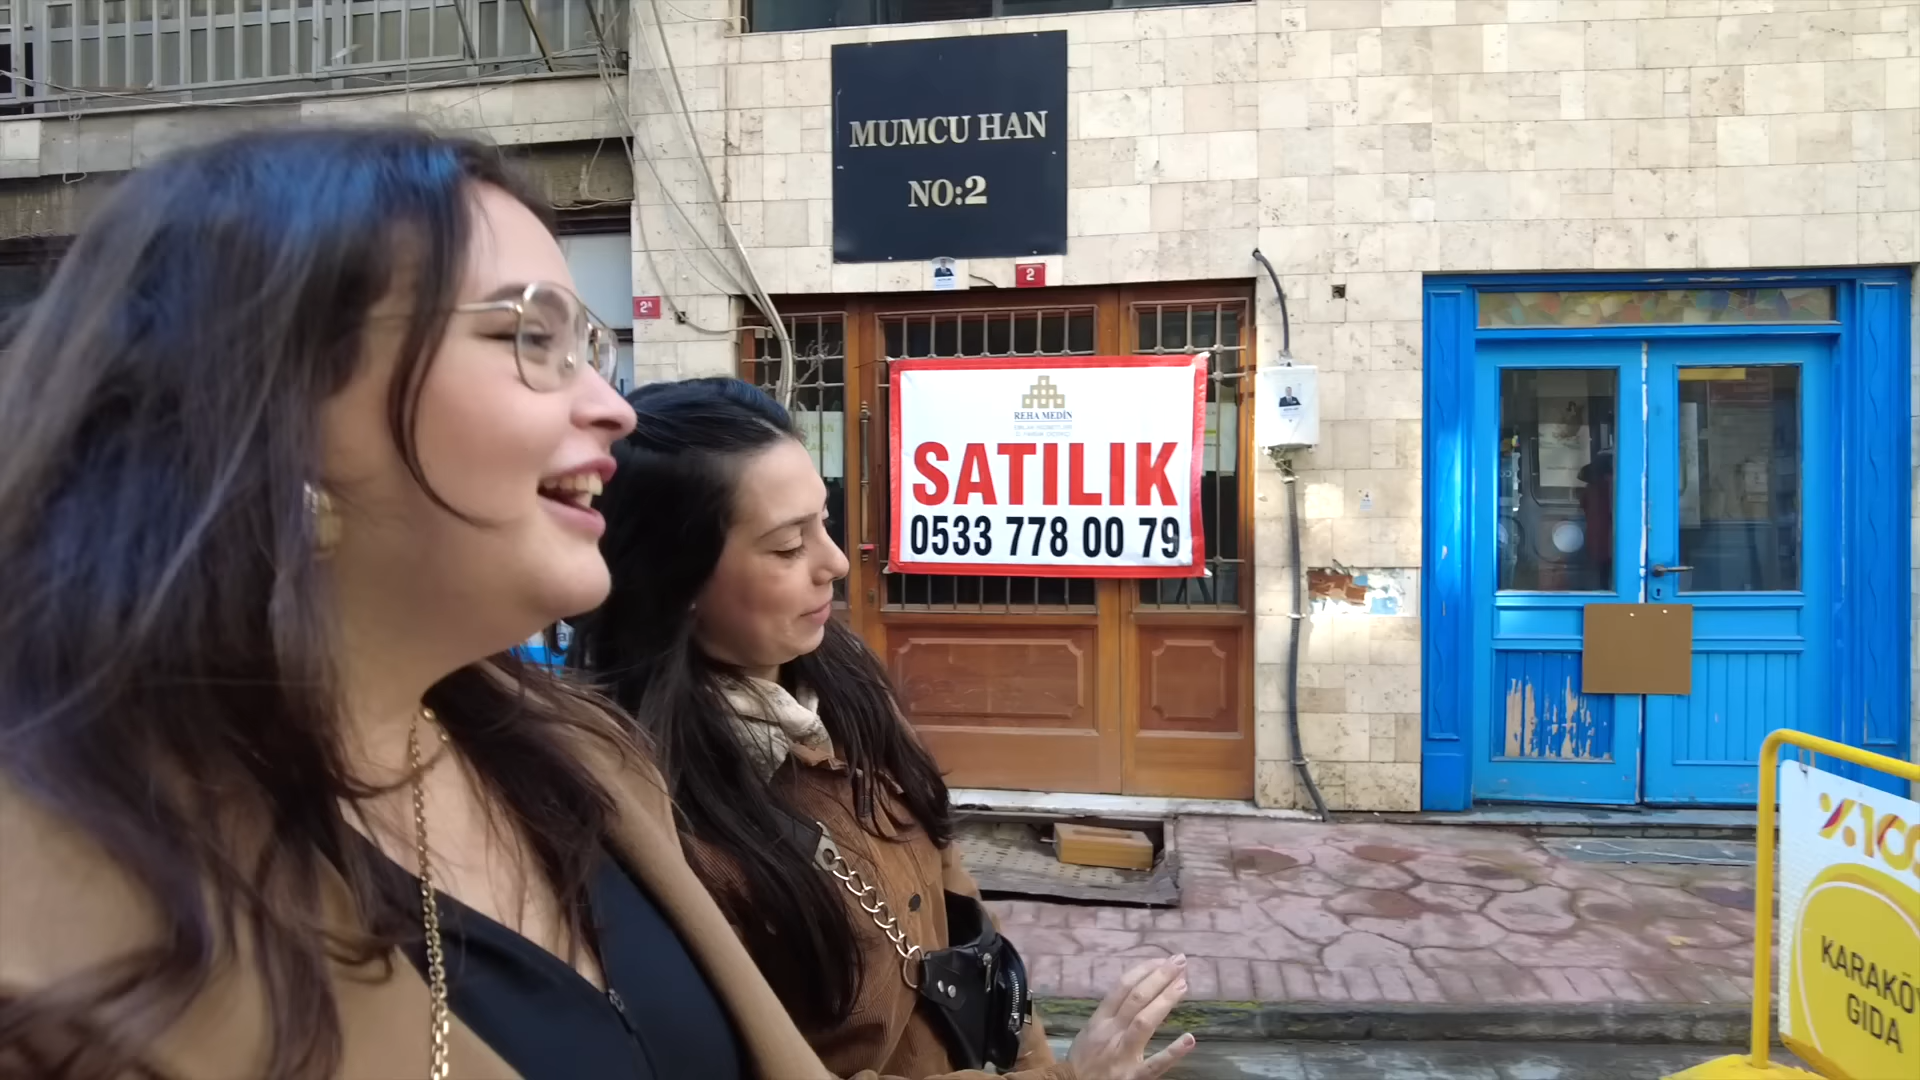 MUMCU HAN
NO:2
2
2A
REHA MEDİN
SATILIK
0533 778 00 79
KARAKÖY
GIDA